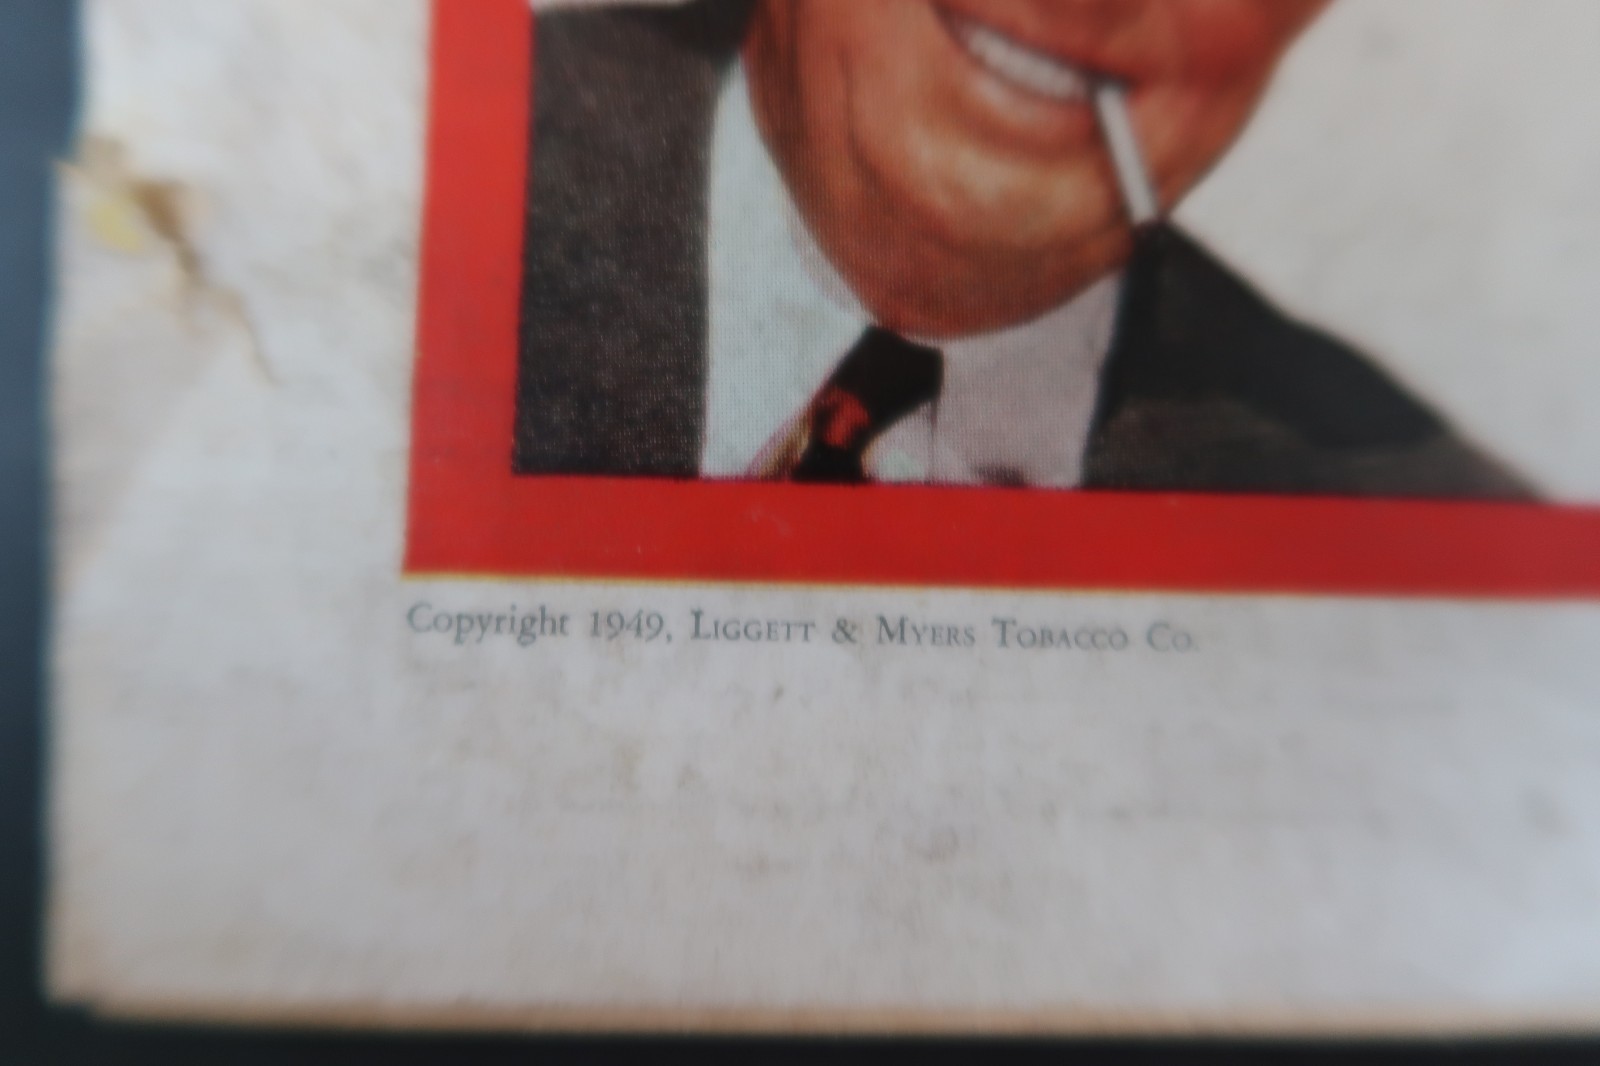 Copyright 1949, LIGGETT & MYERS TOBACCO CO.